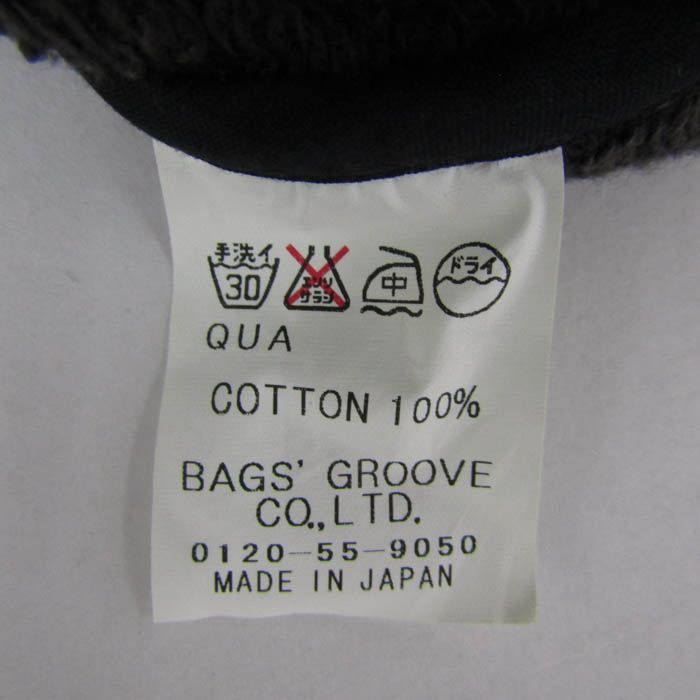 手洗イ
30
エンソ
サラシ
中
ドライ
QUA
COTTON 100%
BAGS' GROOVE
CO.,LTD.
0120-55-9050
MADE IN JAPAN